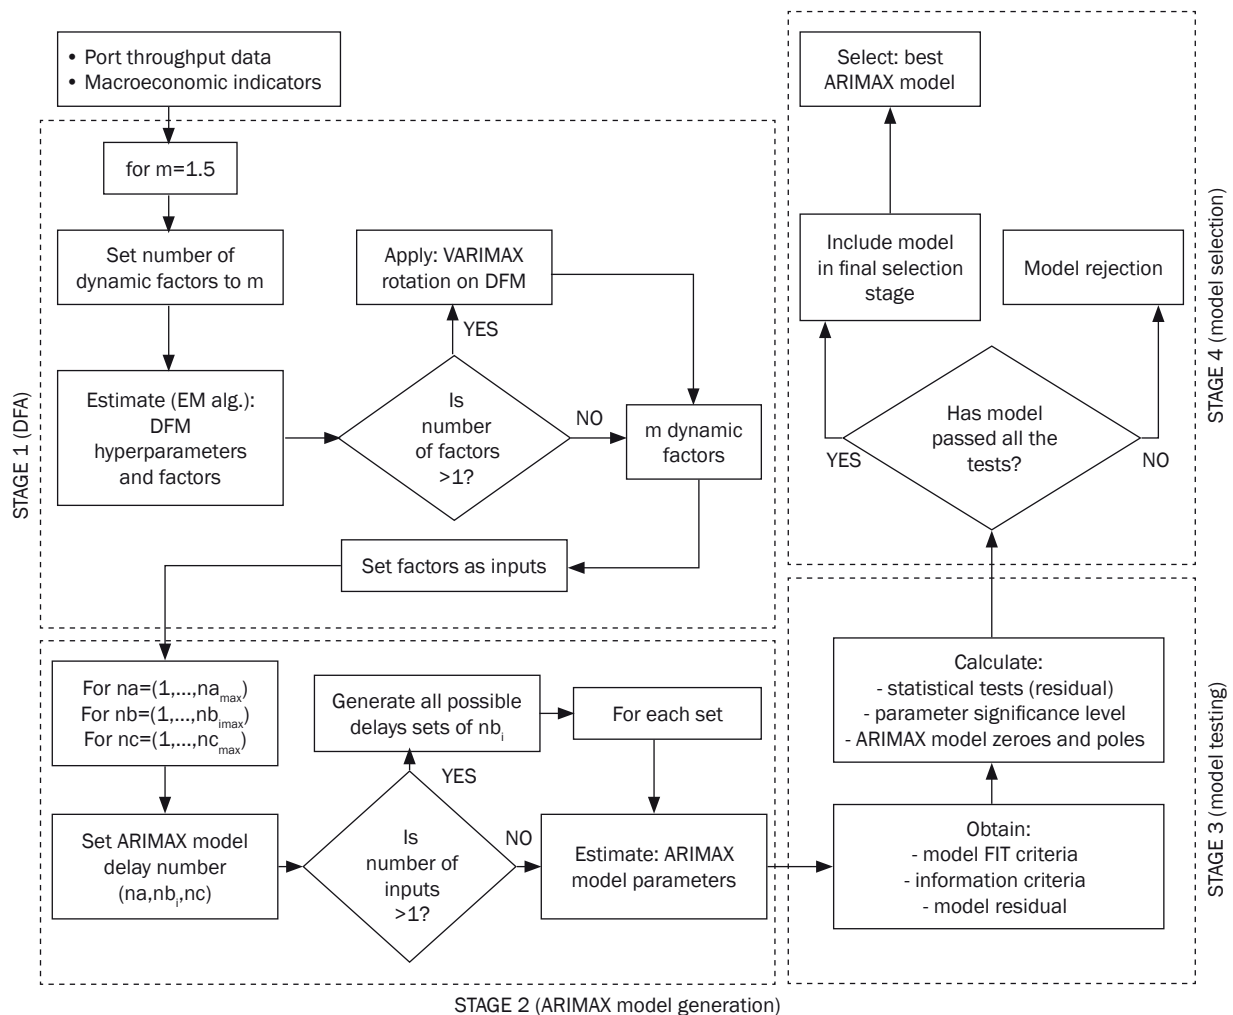 • Port throughput data
• Macroeconomic indicators
for m=1.5
Set number of
dynamic factors to m
Estimate (EM alg.):
DFM
hyperparameters
and factors
Apply: VARIMAX
rotation on DFM
YES
Is
number
of factors
>1?
NO
m dynamic
factors
Set factors as inputs
STAGE 1 (DFA)
For na=(1,...,na_max)
For nb=(1,...,nb_imax)
For nc=(1,...,nc_max)
Set ARIMAX model
delay number
(na,nb_i,nc)
Generate all possible
delays sets of nb_i
For each set
YES
Is
number of
inputs
>1?
NO
Estimate: ARIMAX
model parameters
STAGE 2 (ARIMAX model generation)
Obtain:
- model FIT criteria
- information criteria
- model residual
Calculate:
- statistical tests (residual)
- parameter significance level
- ARIMAX model zeroes and poles
STAGE 3 (model testing)
Has model
passed all the
tests?
YES
NO
Include model
in final selection
stage
Model rejection
Select: best
ARIMAX model
STAGE 4 (model selection)